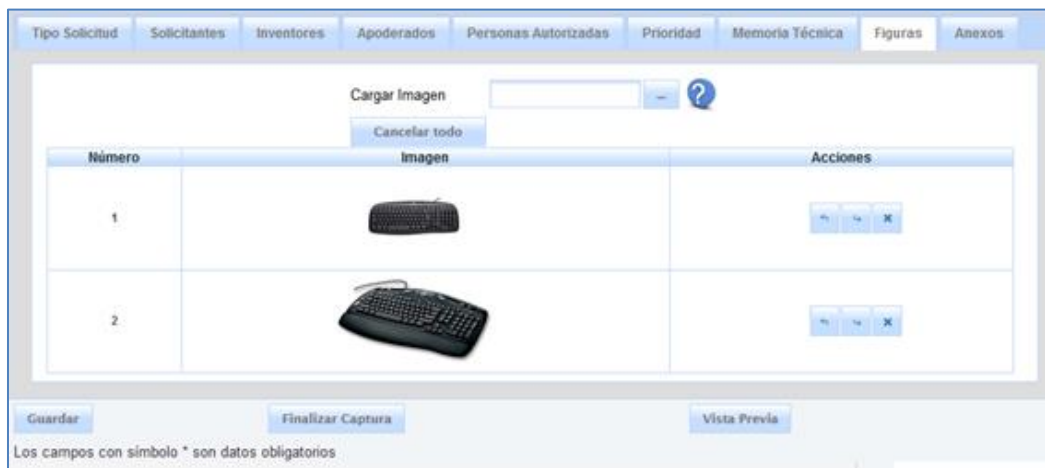 Tipo Solicitud Solicitantes Inventores Apoderados Personas Autorizadas Prioridad Memoria Técnica Figuras Anexos
Cargar Imagen ...
Cancelar todo
Número Imagen Acciones
1
2
Guardar Finalizar Captura Vista Previa
Los campos con símbolo * son datos obligatorios